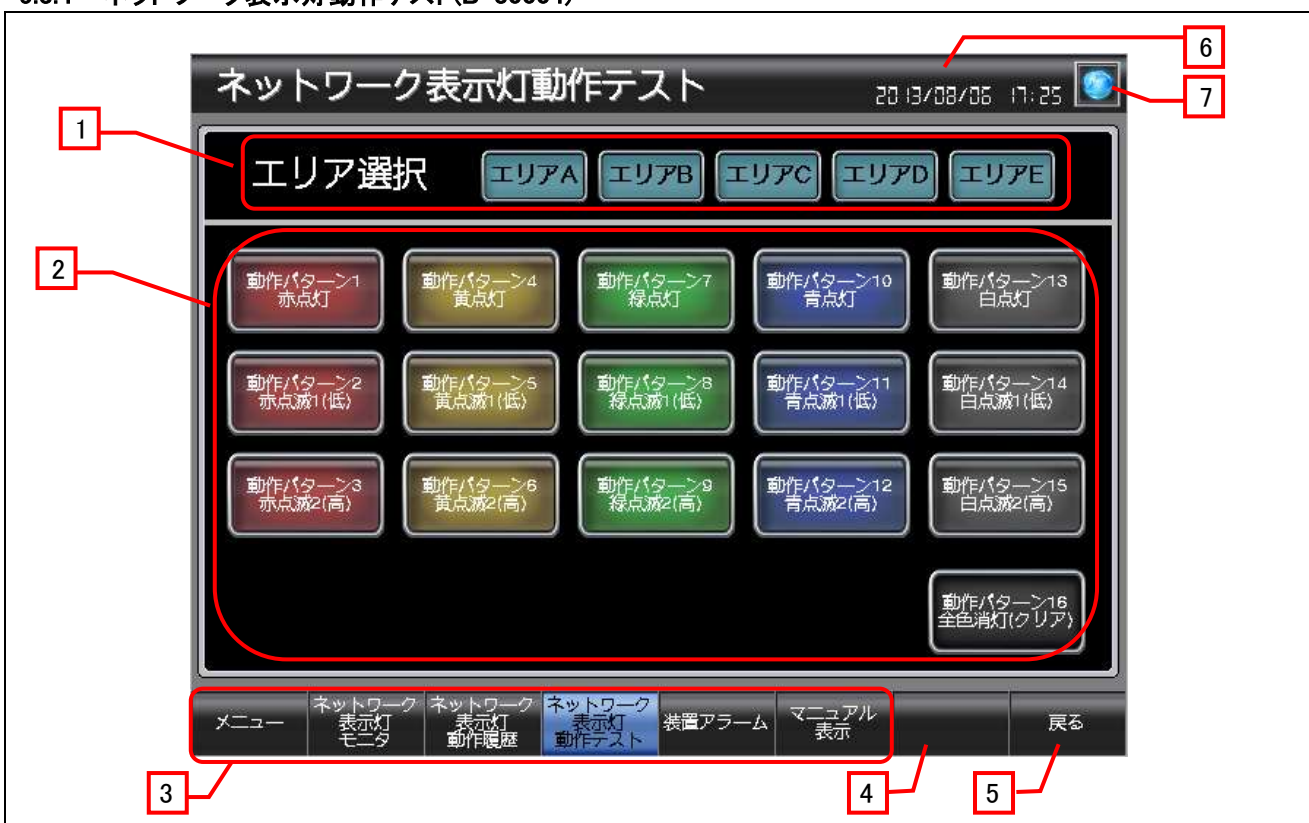 ネットワーク表示灯動作テスト
2013/08/06 17:25
6
7
1
エリア選択
エリアA
エリアB
エリアC
エリアD
エリアE
2
動作パターン1
赤点灯
動作パターン4
黄点灯
動作パターン7
緑点灯
動作パターン10
青点灯
動作パターン13
白点灯
動作パターン2
赤点滅1(低)
動作パターン5
黄点滅1(低)
動作パターン8
緑点滅1(低)
動作パターン11
青点滅1(低)
動作パターン14
白点滅1(低)
動作パターン3
赤点滅2(高)
動作パターン6
黄点滅2(高)
動作パターン9
緑点滅2(高)
動作パターン12
青点滅2(高)
動作パターン15
白点滅2(高)
動作パターン16
全色消灯(クリア)
メニュー
ネットワーク
表示灯
モニタ
ネットワーク
表示灯
動作履歴
ネットワーク
表示灯
動作テスト
装置アラーム
マニュアル
表示
戻る
3
4
5